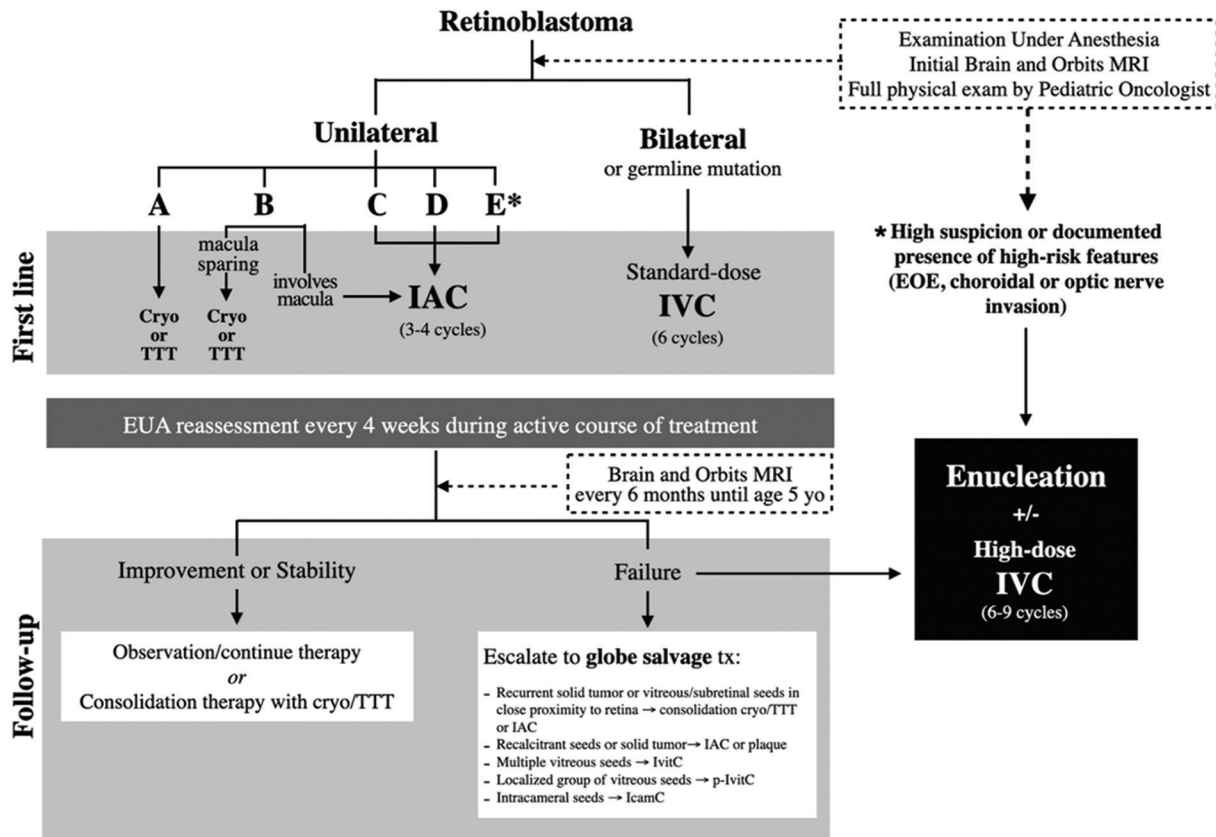 Retinoblastoma
Examination Under Anesthesia
Initial Brain and Orbits MRI
Full physical exam by Pediatric Oncologist
Unilateral
Bilateral
or germline mutation
A
B
C
D
E*
First line
macula
sparing
involves
macula
Cryo
or
TTT
Cryo
or
TTT
IAC
(3-4 cycles)
Standard-dose
IVC
(6 cycles)
* High suspicion or documented
presence of high-risk features
(EOE, choroidal or optic nerve
invasion)
EUA reassessment every 4 weeks during active course of treatment
Brain and Orbits MRI
every 6 months until age 5 yo
Enucleation
+/-
High-dose
IVC
(6-9 cycles)
Follow-up
Improvement or Stability
Failure
Observation/continue therapy
or
Consolidation therapy with cryo/TTT
Escalate to globe salvage tx:
- Recurrent solid tumor or vitreous/subretinal seeds in
close proximity to retina → consolidation cryo/TTT
or IAC
- Recalcitrant seeds or solid tumor→ IAC or plaque
- Multiple vitreous seeds → IvitC
- Localized group of vitreous seeds → p-IvitC
- Intracameral seeds → IcamC